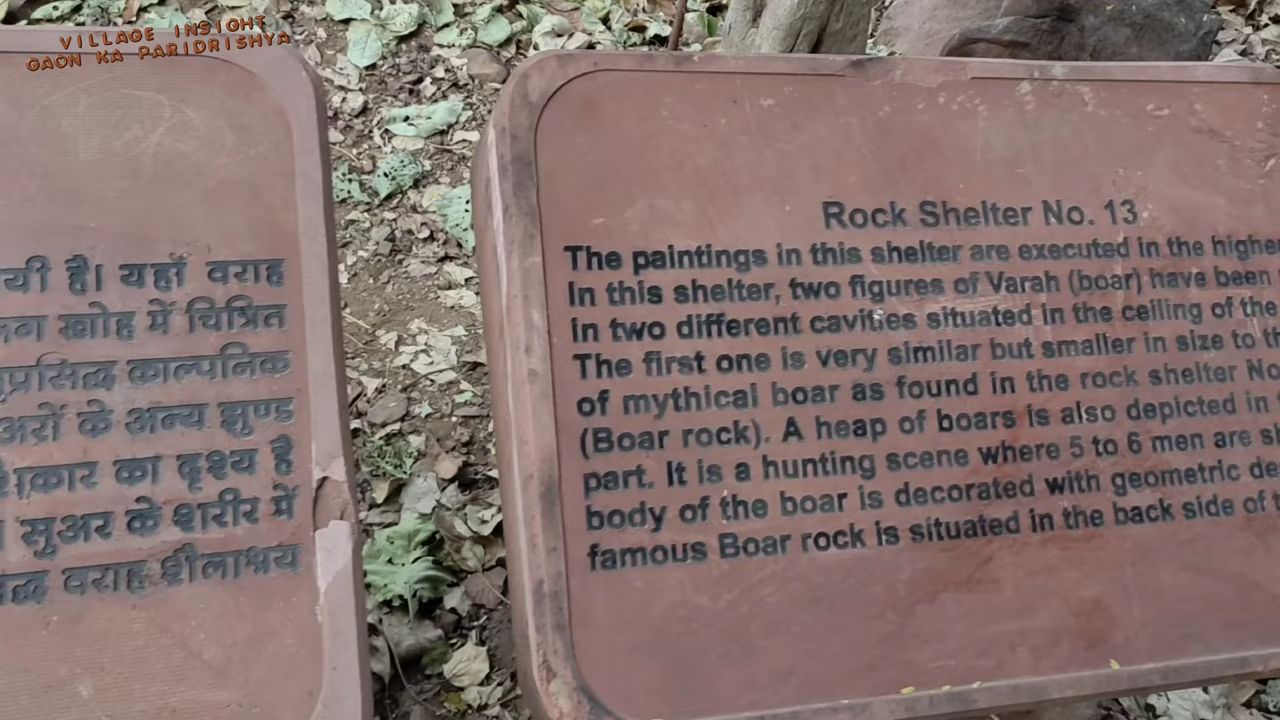 VILLAGE INSIGHT
GAON KA PARIDRISHYA
है। यहाँ वराह
खोह में चित्रित
काल्पनिक
के अन्य झुण्ड
का दृश्य है
सुअर के शरीर में
वराह शैलाश्रय
Rock Shelter No. 13
The paintings in this shelter are executed in the
In this shelter, two figures of Varah (boar) have been
in two different cavities situated in the ceiling of the
The first one is very similar but smaller in size to
of mythical boar as found in the rock shelter No
(Boar rock). A heap of boars is also depicted in
part. It is a hunting scene where 5 to 6 men are
body of the boar is decorated with geometric
famous Boar rock is situated in the back side of